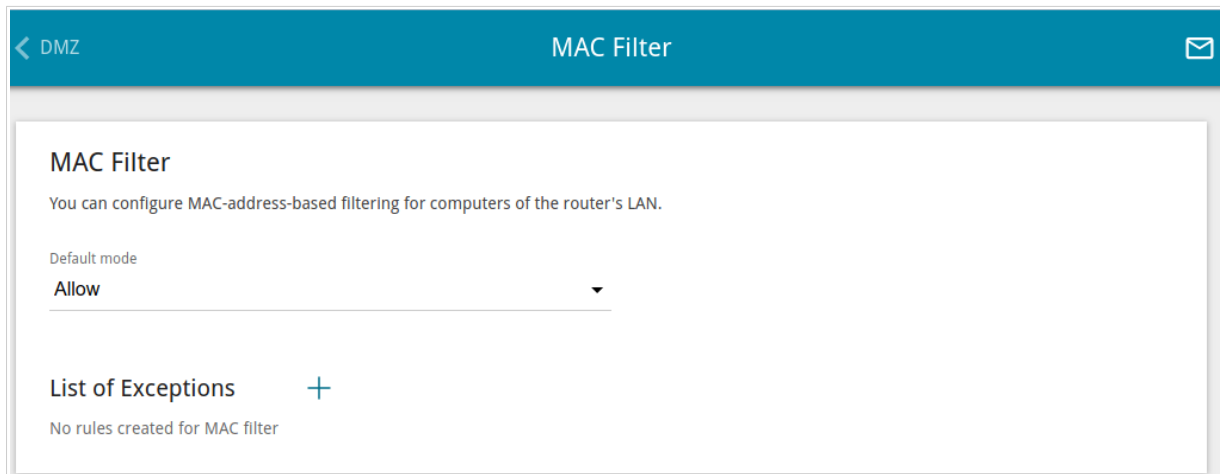 DMZ
MAC Filter
MAC Filter
You can configure MAC-address-based filtering for computers of the router's LAN.
Default mode
Allow
List of Exceptions
No rules created for MAC filter